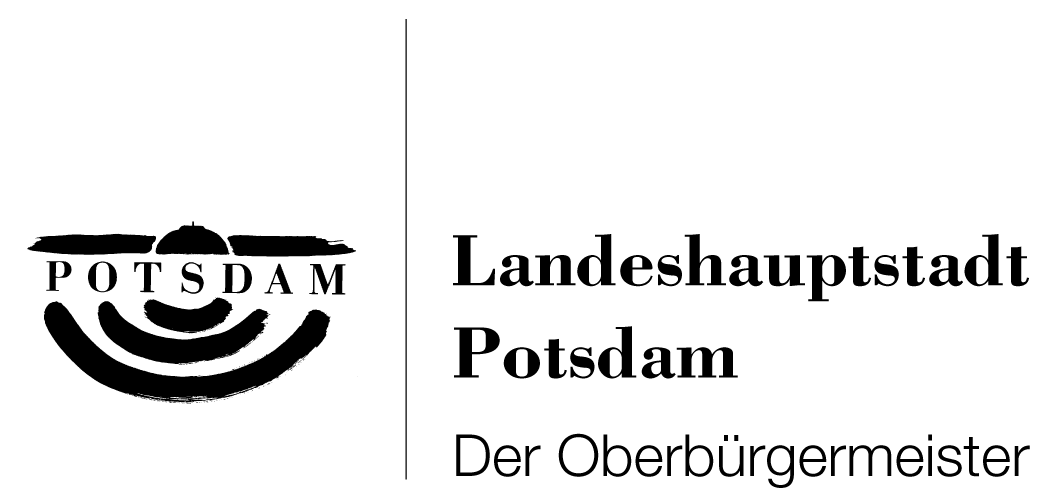 POTSDAM
Landeshauptstadt
Potsdam
Der Oberbürgermeister